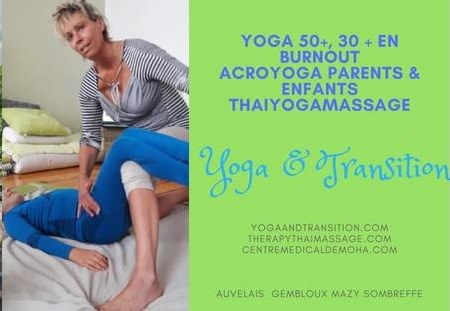 YOGA 50+, 30 + EN
BURNOUT
ACROYOGA PARENTS &
ENFANTS
THAIYOGAMASSAGE
Yoga & Transition
YOGAANDTRANSITION.COM
THERAPYTHAIMASSAGE.COM
CENTREMEDICALDEMOHA.COM
AUVELAIS GEMBLOUX MAZY SOMBREFFE